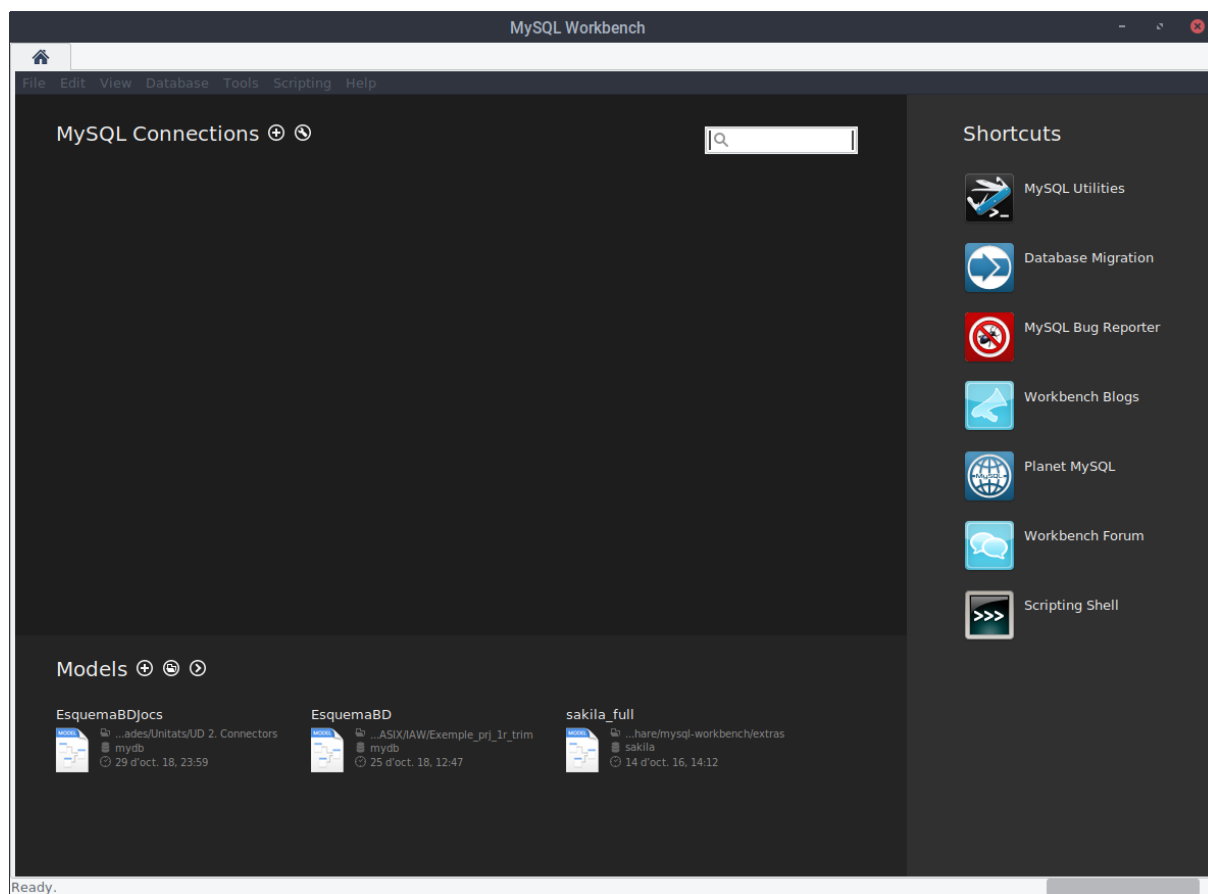 MySQL Workbench
File Edit View Database Tools Scripting Help
MySQL Connections
Shortcuts
MySQL Utilities
Database Migration
MySQL Bug Reporter
Workbench Blogs
Planet MySQL
Workbench Forum
>>> Scripting Shell
Models
EsquemaBDJocs
MODEL ...ades/Unitats/UD 2. Connectors
mydb
29 d'oct. 18, 23:59
EsquemaBD
MODEL ...ASIX/IAW/Exemple_prj_1r_trim
mydb
25 d'oct. 18, 12:47
sakila_full
MODEL ...hare/mysql-workbench/extras
sakila
14 d'oct. 16, 14:12
Ready.